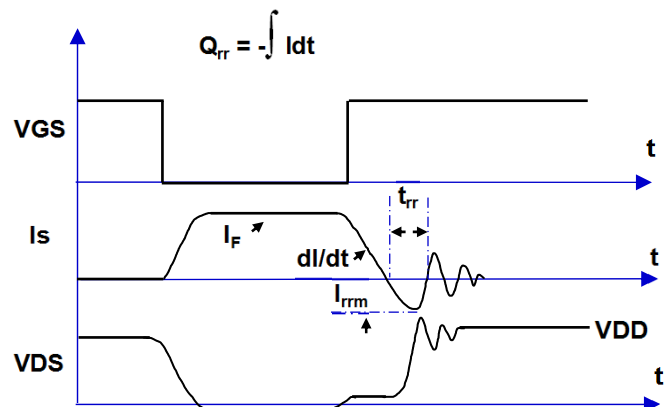 Qrr = -∫ Idt
VGS
t
trr
Is
IF
dI/dt
t
Irrm
VDD
VDS
t